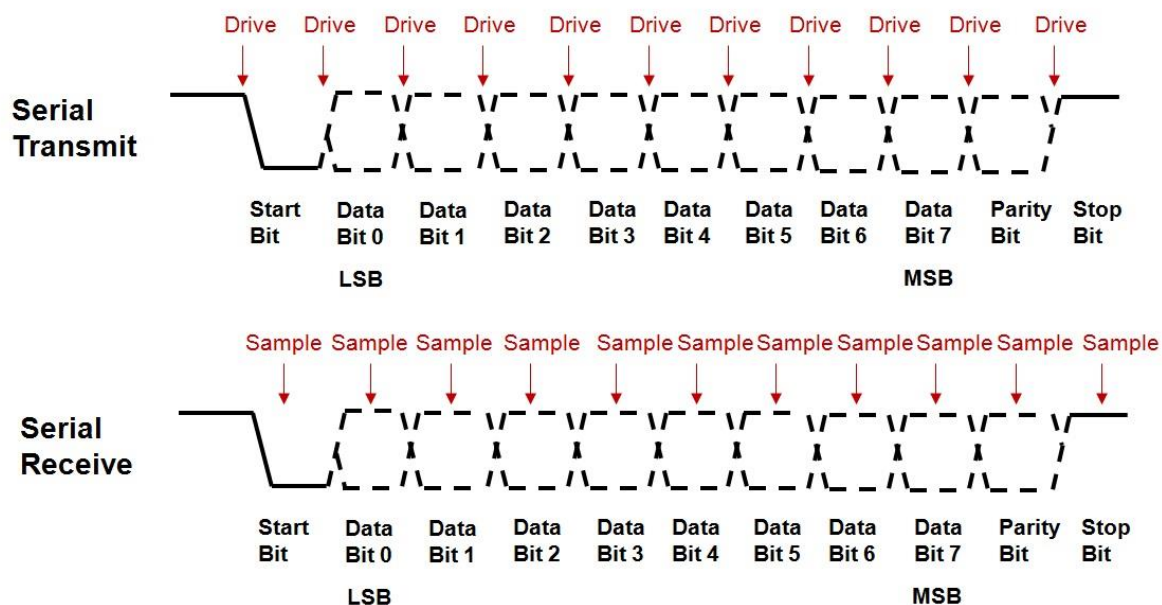 Drive Drive Drive Drive Drive Drive Drive Drive Drive Drive Drive
Serial
Transmit
Start Data Data Data Data Data Data Data Data Parity Stop
Bit Bit 0 Bit 1 Bit 2 Bit 3 Bit 4 Bit 5 Bit 6 Bit 7 Bit Bit
LSB MSB
Sample Sample Sample Sample Sample Sample Sample Sample Sample Sample Sample
Serial
Receive
Start Data Data Data Data Data Data Data Data Parity Stop
Bit Bit 0 Bit 1 Bit 2 Bit 3 Bit 4 Bit 5 Bit 6 Bit 7 Bit Bit
LSB MSB